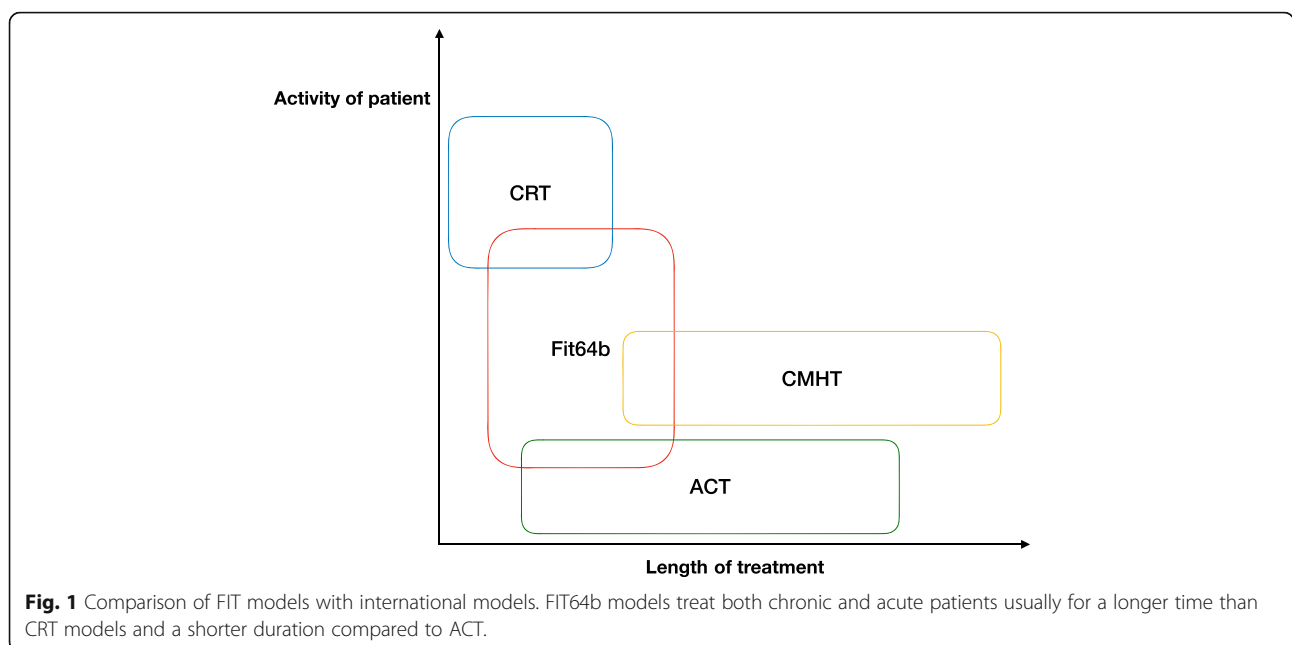 Activity of patient
CRT
Fit64b
CMHT
ACT
Length of treatment
Fig. 1 Comparison of FIT models with international models. FIT64b models treat both chronic and acute patients usually for a longer time than
CRT models and a shorter duration compared to ACT.